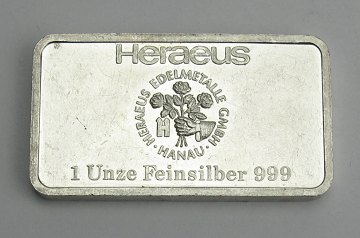 Heraeus
HERAEUS EDELMETALLE GMBH
· HANAU ·
1 Unze Feinsilber 999